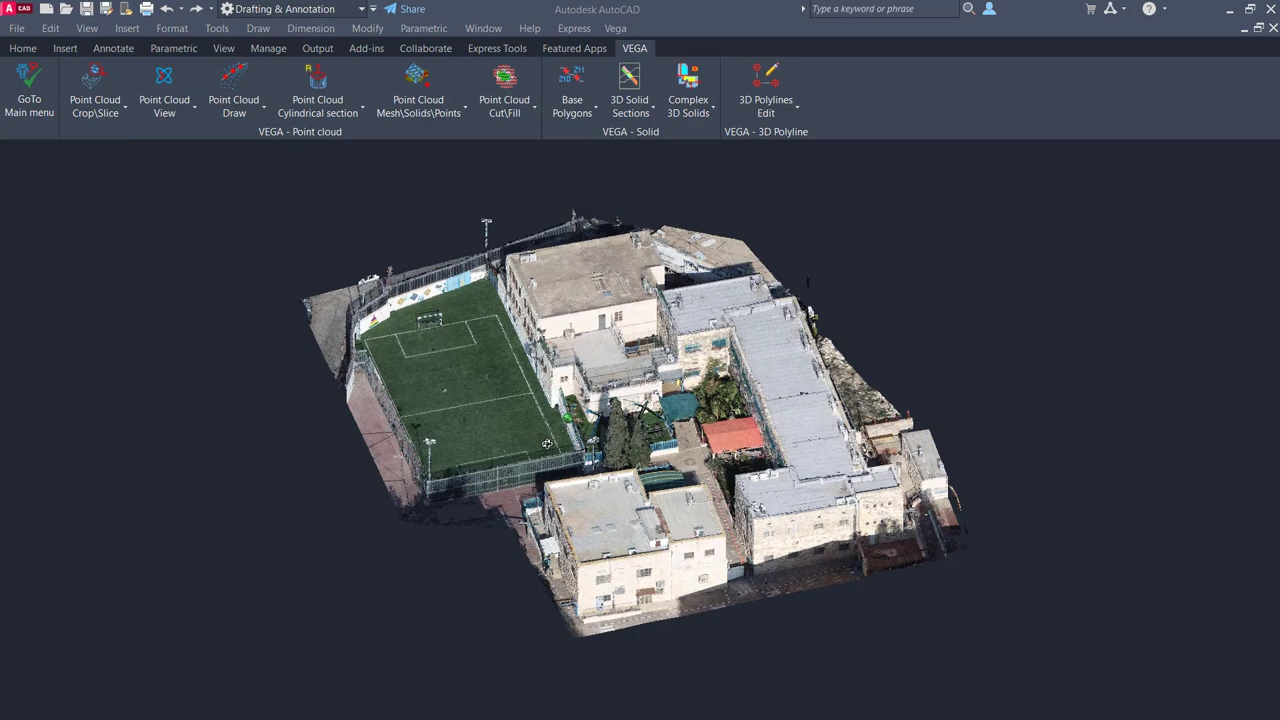 A CAD Drafting & Annotation Share Autodesk AutoCAD Type a keyword or phrase
File Edit View Insert Format Tools Draw Dimension Modify Parametric Window Help Express Vega
Home Insert Annotate Parametric View Manage Output Add-ins Collaborate Express Tools Featured Apps VEGA
GoTo Main menu
Point Cloud Crop\Slice
Point Cloud View
Point Cloud Draw
Point Cloud Cylindrical section
Point Cloud Mesh\Solids\Points
Point Cloud Cut\Fill
Base Polygons
3D Solid Sections
Complex 3D Solids
3D Polylines Edit
VEGA - Point cloud VEGA - Solid VEGA - 3D Polyline